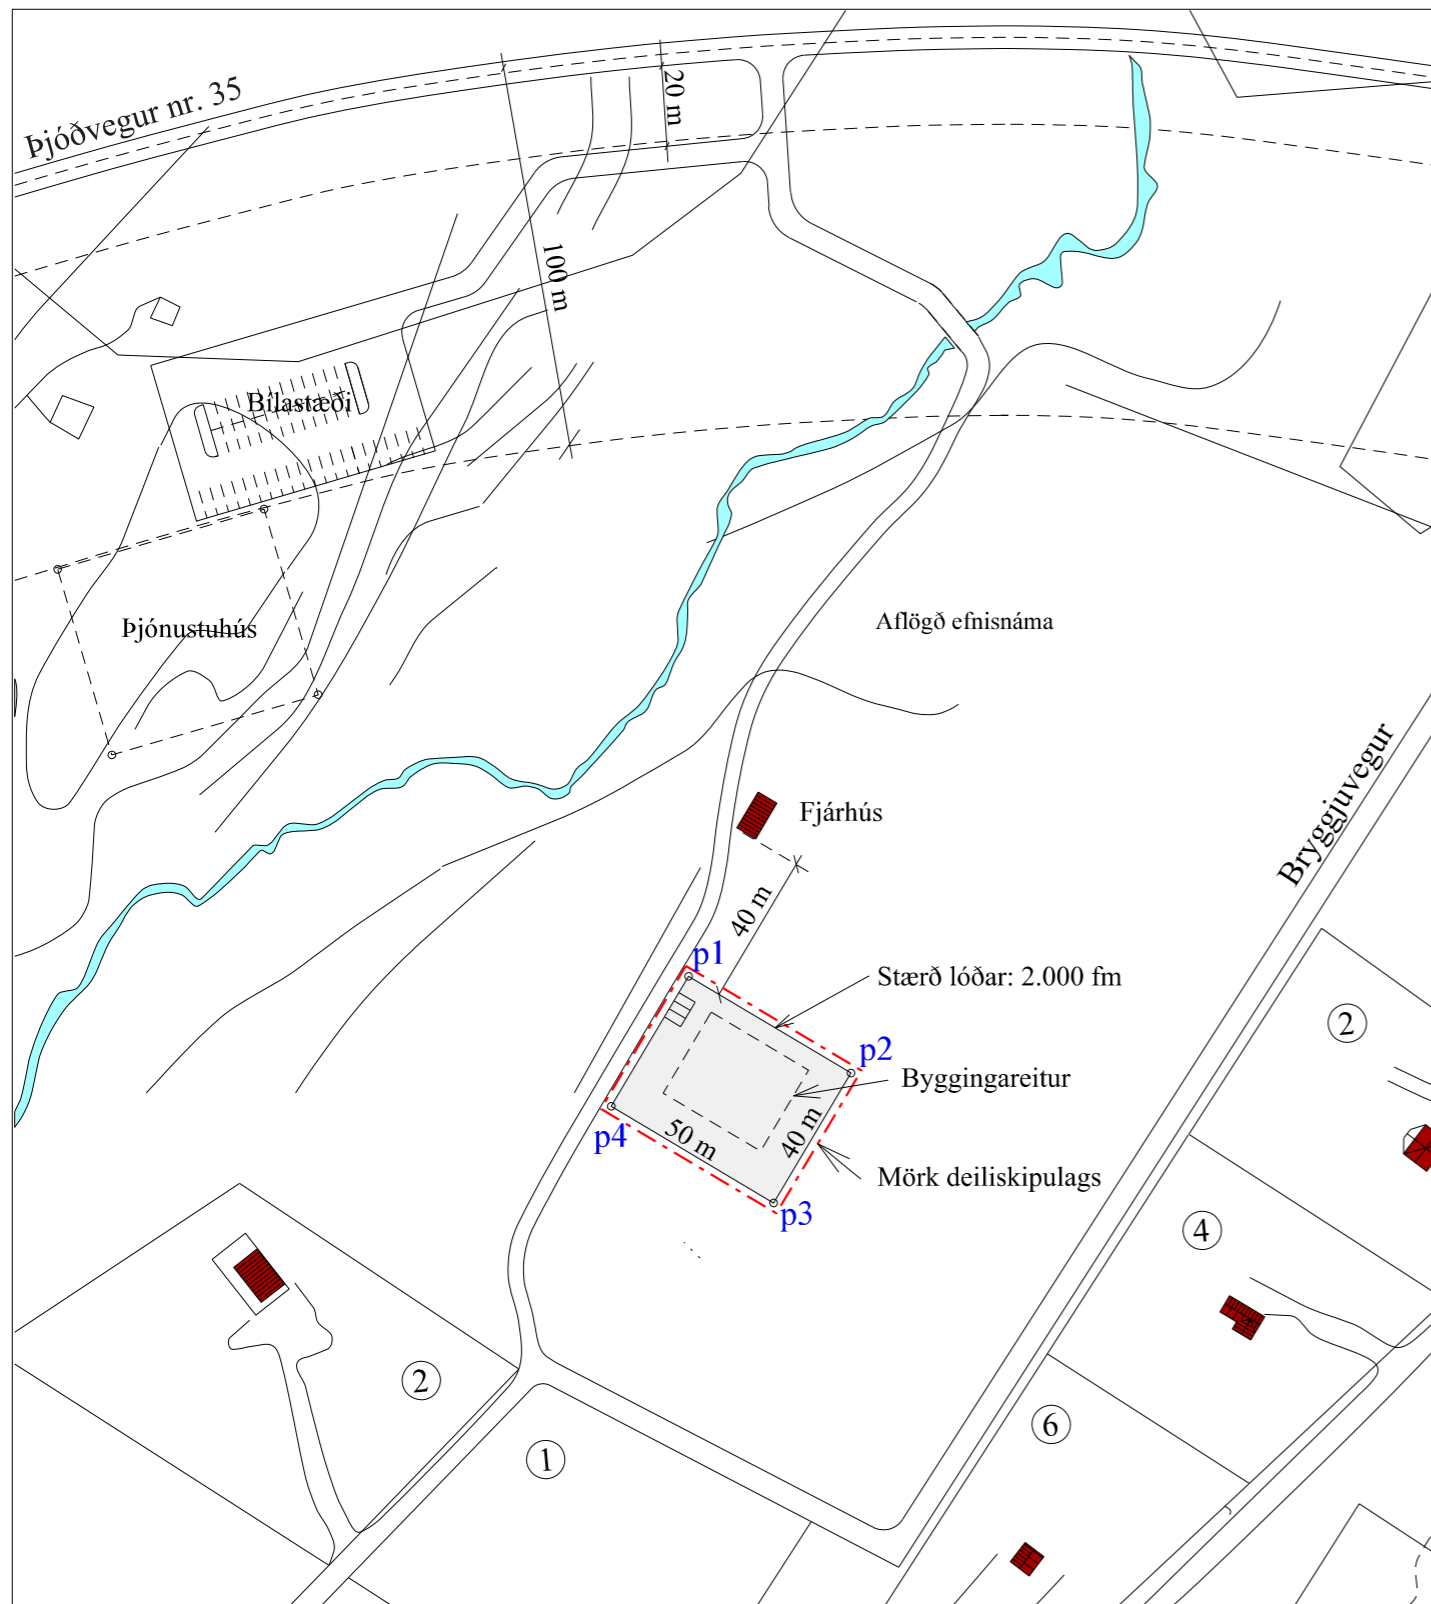 Þjóðvegur nr. 35
20 m
100 m
Bílastæði
Þjónustuhús
Aflögð efnisnáma
Bryggjuvegur
Fjárhús
40 m
p1
Stærð lóðar: 2.000 fm
2
p2
Byggingareitur
40 m
p4
50 m
Mörk deiliskipulags
p3
4
2
6
1